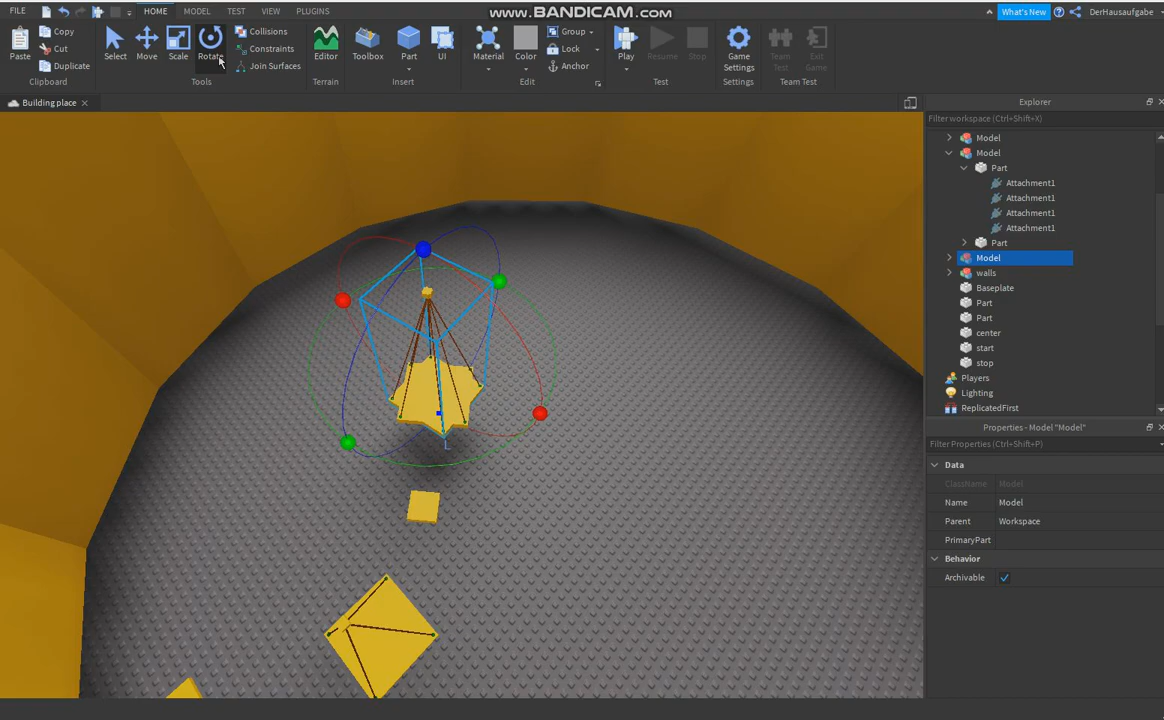 FILE HOME MODEL TEST VIEW PLUGINS
www.BANDICAM.com
What's New DerHausaufgabe
Paste Copy Cut Duplicate
Select Move Scale Rotate
Collisions Constraints Join Surfaces
Editor Toolbox Part UI
Material Color Group Lock Anchor
Play Resume Stop
Game Settings Team Test Exit Game
Clipboard Tools Terrain Insert Edit Test Settings Team Test
Building place
Explorer
Filter workspace (Ctrl+Shift+X)
Model
Model
Part
Attachment1
Attachment1
Attachment1
Attachment1
Part
Model
walls
Baseplate
Part
Part
center
start
stop
Players
Lighting
ReplicatedFirst
Properties - Model "Model"
Filter Properties (Ctrl+Shift+P)
Data
ClassName Model
Name Model
Parent Workspace
PrimaryPart
Behavior
Archivable
L